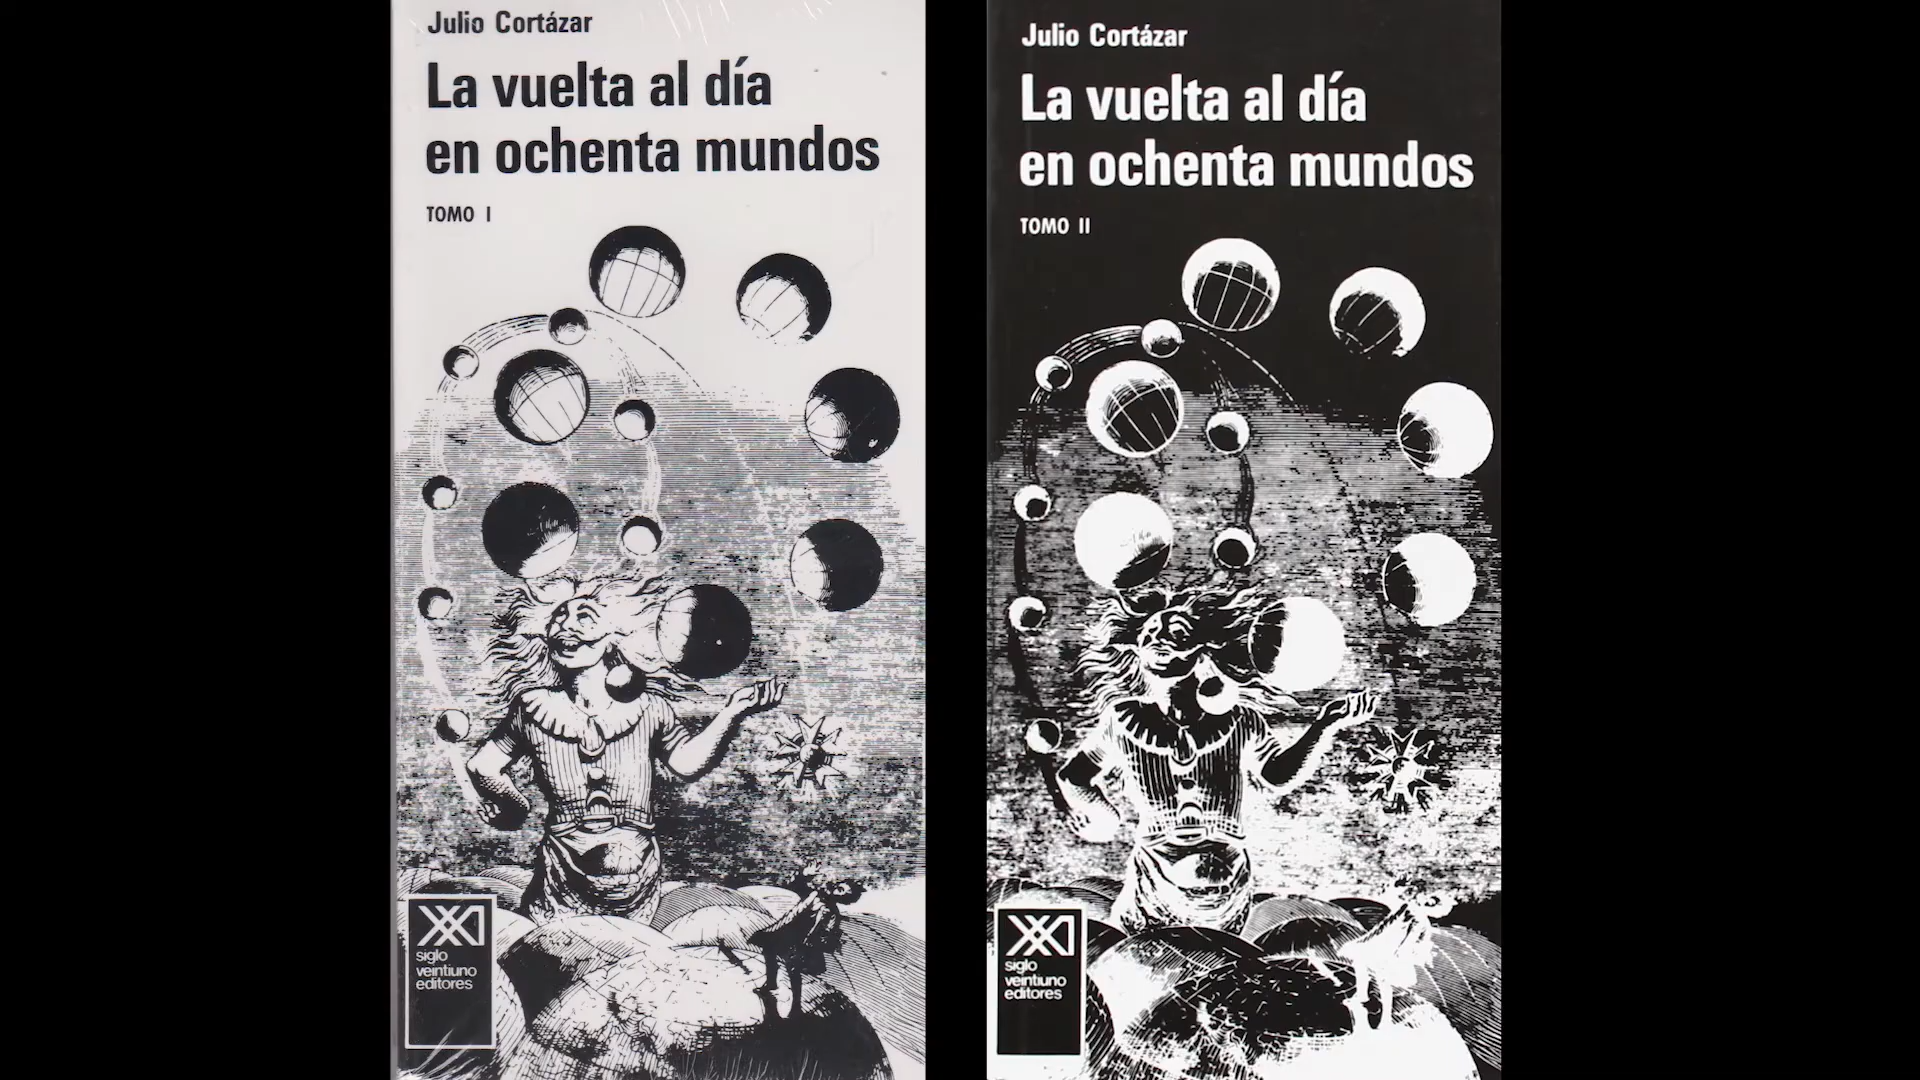 Julio Cortázar
La vuelta al día
en ochenta mundos
TOMO I
siglo
veintiuno
editores
Julio Cortázar
La vuelta al día
en ochenta mundos
TOMO II
siglo
veintiuno
editores